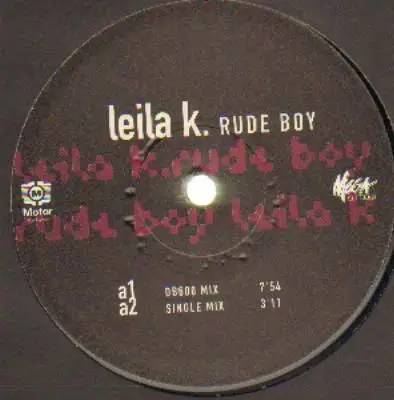 leila k. RUDE BOY
leila k.rude boy
Motor
Mega
rude boy leila k
a1 DB600 MIX 7'54
a2 SINGLE MIX 3'11